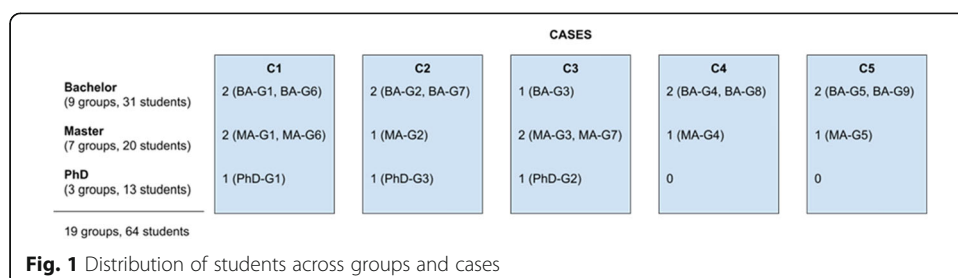 CASES
C1 C2 C3 C4 C5
Bachelor
(9 groups, 31 students)
2 (BA-G1, BA-G6) 2 (BA-G2, BA-G7) 1 (BA-G3) 2 (BA-G4, BA-G8) 2 (BA-G5, BA-G9)
Master
(7 groups, 20 students)
2 (MA-G1, MA-G6) 1 (MA-G2) 2 (MA-G3, MA-G7) 1 (MA-G4) 1 (MA-G5)
PhD
(3 groups, 13 students)
1 (PhD-G1) 1 (PhD-G3) 1 (PhD-G2) 0 0
19 groups, 64 students
Fig. 1 Distribution of students across groups and cases